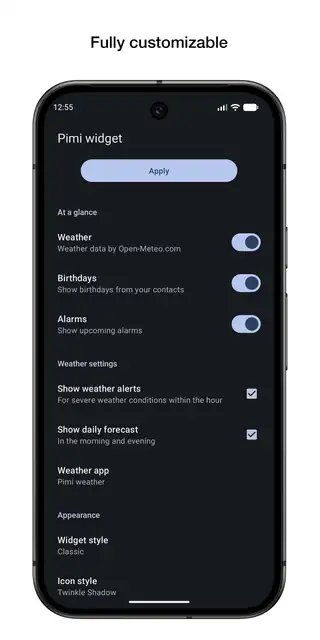 Fully customizable
12:55
Pimi widget
Apply
At a glance
Weather
Weather data by Open-Meteo.com
Birthdays
Show birthdays from your contacts
Alarms
Show upcoming alarms
Weather settings
Show weather alerts
For severe weather conditions within the hour
Show daily forecast
In the morning and evening
Weather app
Pimi weather
Appearance
Widget style
Classic
Icon style
Twinkle Shadow